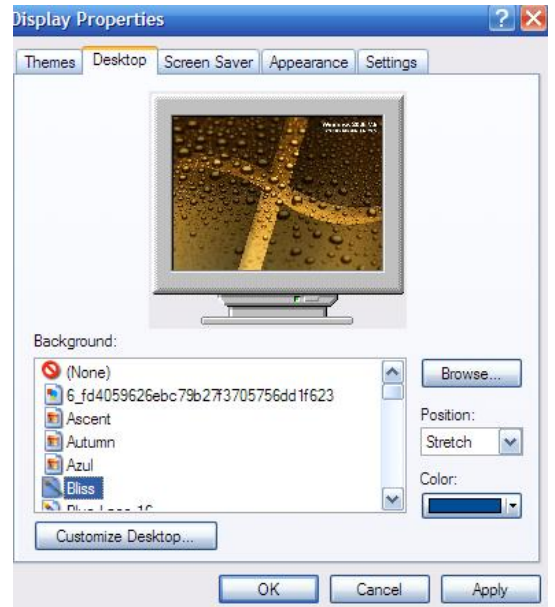 Display Properties
Themes Desktop Screen Saver Appearance Settings
Background:
(None)
6_fd4059626ebc79b27f3705756dd1f623
Ascent
Autumn
Azul
Bliss
Browse...
Position:
Stretch
Color:
Customize Desktop...
OK Cancel Apply